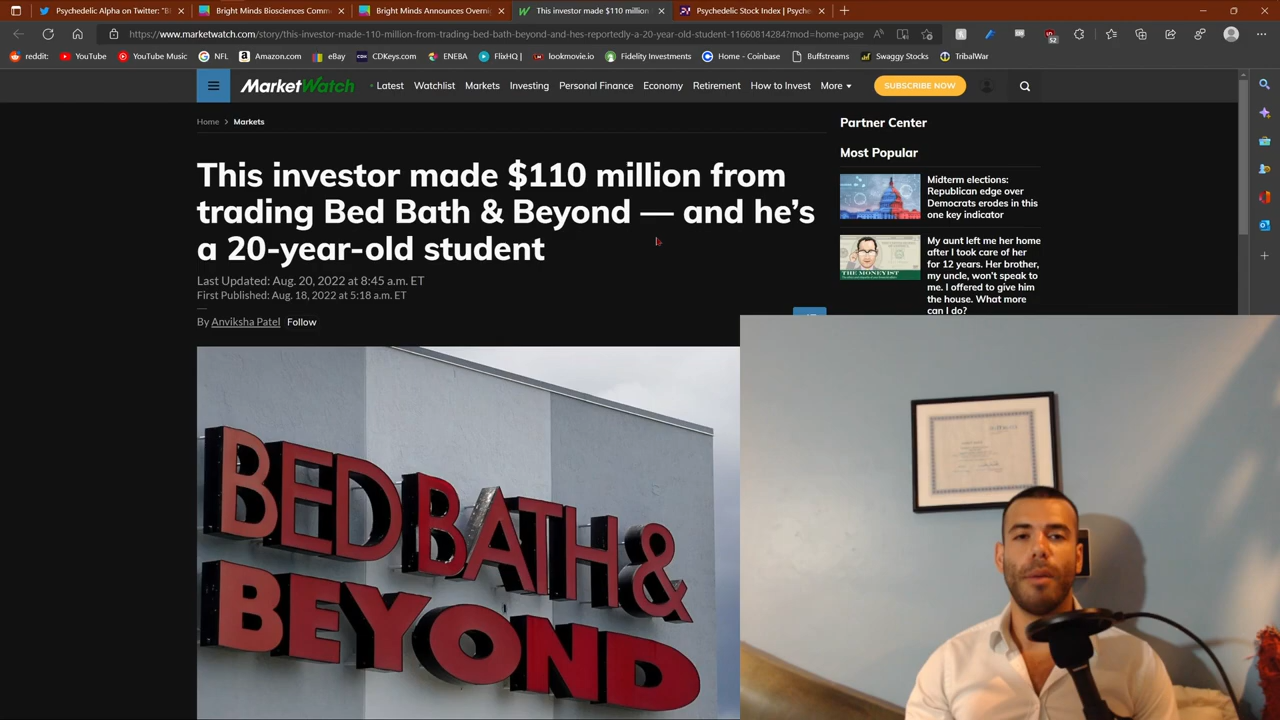 Psychedelic Alpha on Twitter: "B
Bright Minds Biosciences Comm
Bright Minds Announces Overni
This investor made $110 million
Psychedelic Stock Index | Psyche
https://www.marketwatch.com/story/this-investor-made-110-million-from-trading-bed-bath-beyond-and-hes-reportedly-a-20-year-old-student-11660814284?mod=home-page
52
reddit:
YouTube
YouTube Music
NFL
Amazon.com
eBay
CDKeys.com
ENEBA
FlixHQ |
lookmovie.io
Fidelity Investments
Home - Coinbase
Buffstreams
Swaggy Stocks
TribalWar
MarketWatch
Latest
Watchlist
Markets
Investing
Personal Finance
Economy
Retirement
How to Invest
More
SUBSCRIBE NOW
Home > Markets
This investor made $110 million from
trading Bed Bath & Beyond — and he's
a 20-year-old student
Last Updated: Aug. 20, 2022 at 8:45 a.m. ET
First Published: Aug. 18, 2022 at 5:18 a.m. ET
By Anviksha Patel Follow
BED BATH &
BEYOND
Partner Center
Most Popular
Midterm elections:
Republican edge over
Democrats erodes in this
one key indicator
THE MONEYIST
My aunt left me her home
after I took care of her
for 12 years. Her brother,
my uncle, won't speak to
me. I offered to give him
the house. What more
can I do?